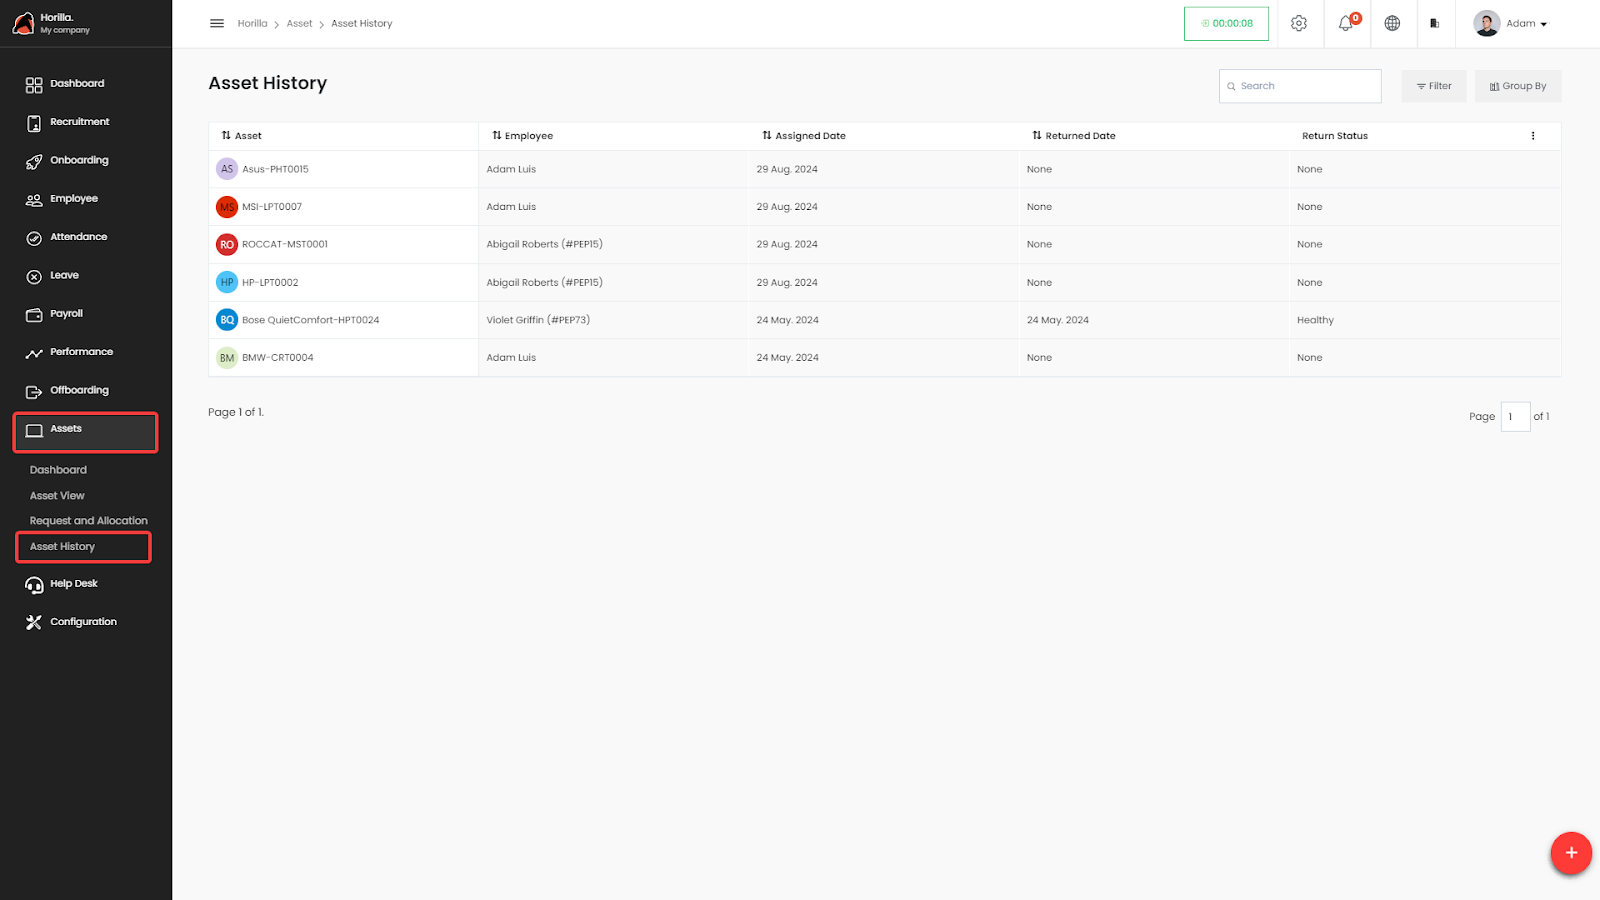 Horilla.
My company
Dashboard
Recruitment
Onboarding
Employee
Attendance
Leave
Payroll
Performance
Offboarding
Assets
Dashboard
Asset View
Request and Allocation
Asset History
Help Desk
Configuration
Horilla > Asset > Asset History
00:00:08
0
Adam
Asset History
Search
Filter
Group By
Asset Employee Assigned Date Returned Date Return Status
AS Asus-PHT0015 Adam Luis 29 Aug. 2024 None None
MS MSI-LPT0007 Adam Luis 29 Aug. 2024 None None
RO ROCCAT-MST0001 Abigail Roberts (#PEP15) 29 Aug. 2024 None None
HP HP-LPT0002 Abigail Roberts (#PEP15) 29 Aug. 2024 None None
BQ Bose QuietComfort-HPT0024 Violet Griffin (#PEP73) 24 May. 2024 24 May. 2024 Healthy
BM BMW-CRT0004 Adam Luis 24 May. 2024 None None
Page 1 of 1.
Page 1 of 1
+